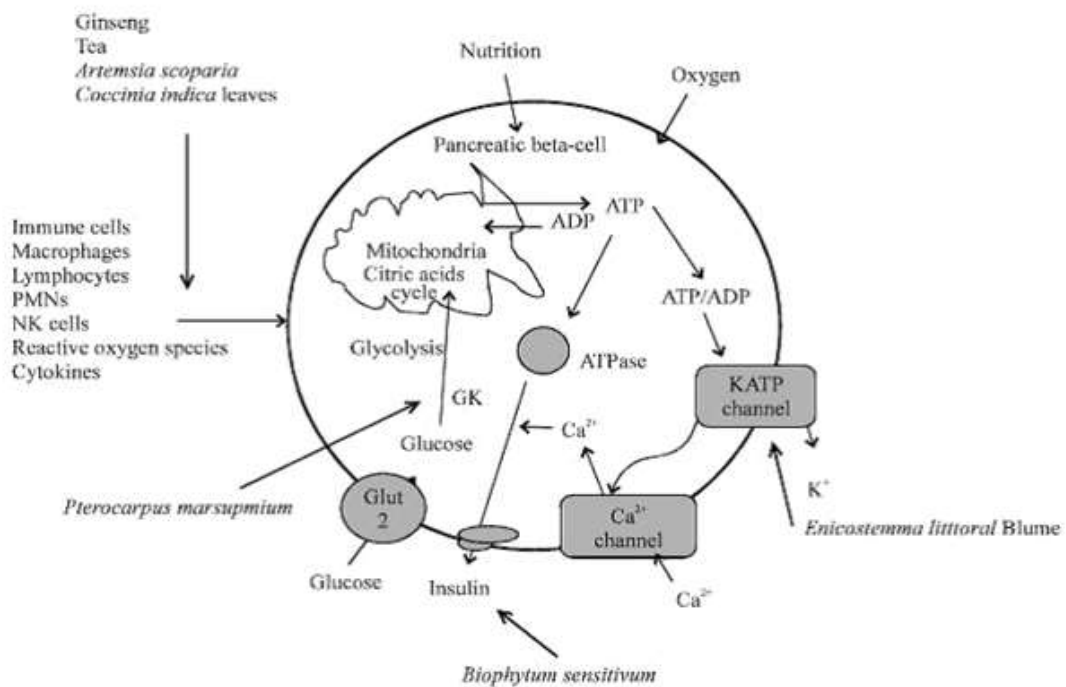 Ginseng
Tea
Artemsia scoparia
Coccinia indica leaves
Nutrition
Oxygen
Pancreatic beta-cell
ADP
ATP
Mitochondria
Citric acids
cycle
ATP/ADP
Immune cells
Macrophages
Lymphocytes
PMNs
NK cells
Reactive oxygen species
Cytokines
Glycolysis
ATPase
GK
KATP
channel
Glucose
Ca²⁺
Pterocarpus marsupmium
Glut
2
Ca²⁺
channel
K⁺
Enicostemma litttoral Blume
Glucose
Insulin
Ca²⁺
Biophytum sensitivum